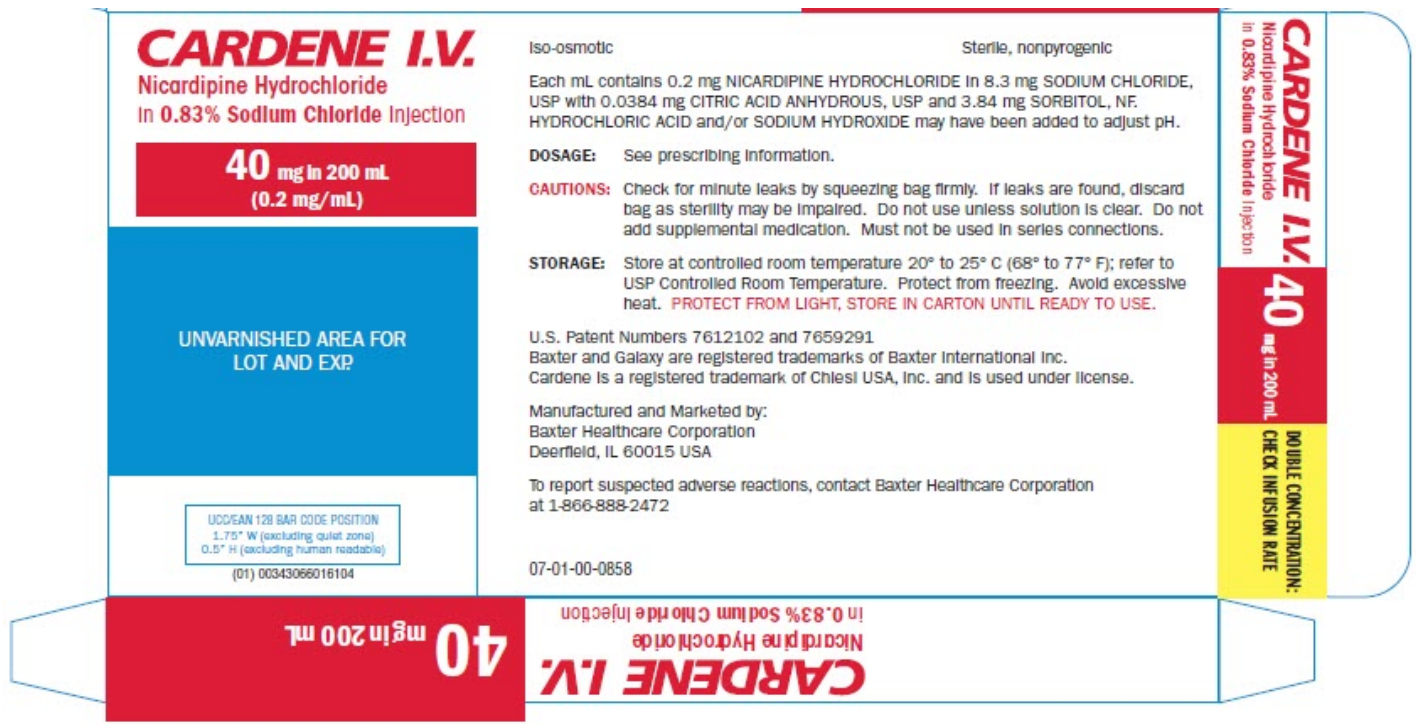 CARDENE I.V.
Nicardipine Hydrochloride
in 0.83% Sodium Chloride Injection
40 mg in 200 mL
(0.2 mg/mL)
UNVARNISHED AREA FOR
LOT AND EXP.
UCC/EAN 128 BAR CODE POSITION
1.75" W (excluding quiet zone)
0.5" H (excluding human readable)
(01) 00343066016104
Iso-osmotic Sterile, nonpyrogenic
Each mL contains 0.2 mg NICARDIPINE HYDROCHLORIDE in 8.3 mg SODIUM CHLORIDE,
USP with 0.0384 mg CITRIC ACID ANHYDROUS, USP and 3.84 mg SORBITOL, NF.
HYDROCHLORIC ACID and/or SODIUM HYDROXIDE may have been added to adjust pH.
DOSAGE: See prescribing information.
CAUTIONS: Check for minute leaks by squeezing bag firmly. If leaks are found, discard
bag as sterility may be impaired. Do not use unless solution is clear. Do not
add supplemental medication. Must not be used in series connections.
STORAGE: Store at controlled room temperature 20° to 25° C (68° to 77° F); refer to
USP Controlled Room Temperature. Protect from freezing. Avoid excessive
heat. PROTECT FROM LIGHT, STORE IN CARTON UNTIL READY TO USE.
U.S. Patent Numbers 7612102 and 7659291
Baxter and Galaxy are registered trademarks of Baxter International Inc.
Cardene is a registered trademark of Chiesi USA, Inc. and is used under license.
Manufactured and Marketed by:
Baxter Healthcare Corporation
Deerfield, IL 60015 USA
To report suspected adverse reactions, contact Baxter Healthcare Corporation
at 1-866-888-2472
07-01-00-0858
CARDENE I.V.
Nicardipine Hydrochloride
in 0.83% Sodium Chloride Injection
40 mg in 200 mL
DOUBLE CONCENTRATION:
CHECK INFUSION RATE
CARDENE I.V.
Nicardipine Hydrochloride
in 0.83% Sodium Chloride Injection
40 mg in 200 mL